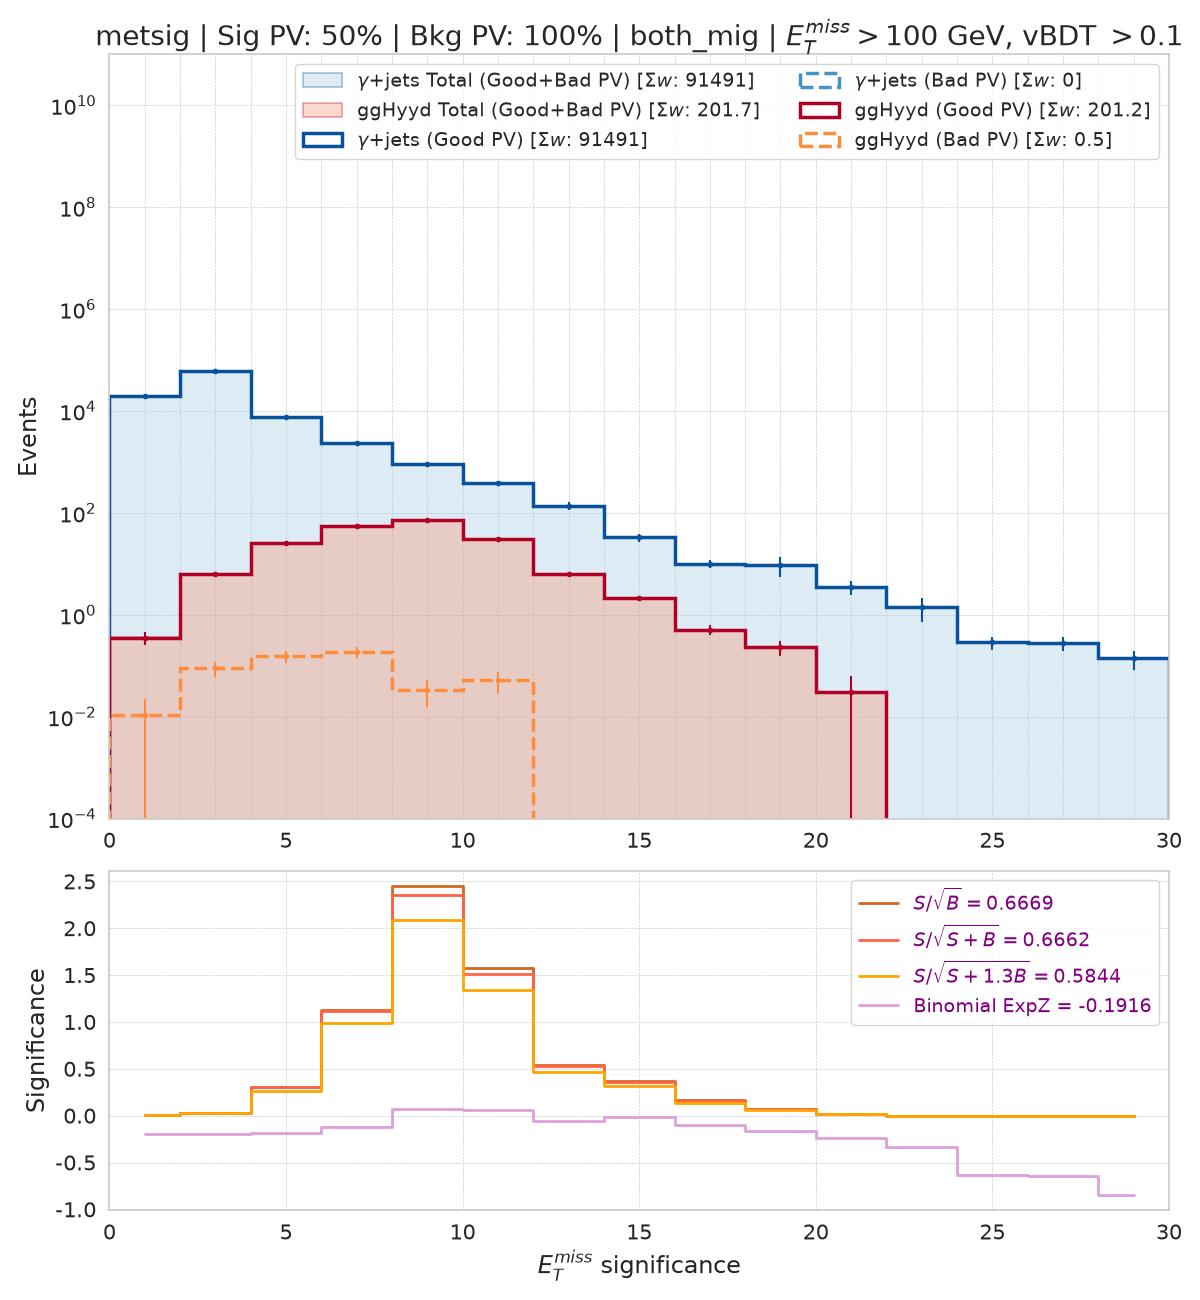 metsig | Sig PV: 50% | Bkg PV: 100% | both_mig | $E_T^{miss} > 100$ GeV, vBDT $> 0.1$
γ+jets Total (Good+Bad PV) [Σw: 91491]
ggHyyd Total (Good+Bad PV) [Σw: 201.7]
γ+jets (Good PV) [Σw: 91491]
γ+jets (Bad PV) [Σw: 0]
ggHyyd (Good PV) [Σw: 201.2]
ggHyyd (Bad PV) [Σw: 0.5]
Events
10^{10}
10^{8}
10^{6}
10^{4}
10^{2}
10^{0}
10^{-2}
10^{-4}
0 5 10 15 20 25 30
Significance
2.5
2.0
1.5
1.0
0.5
0.0
-0.5
-1.0
$S/\sqrt{B} = 0.6669$
$S/\sqrt{S + B} = 0.6662$
$S/\sqrt{S + 1.3B} = 0.5844$
Binomial ExpZ = -0.1916
0 5 10 15 20 25 30
$E_T^{miss}$ significance